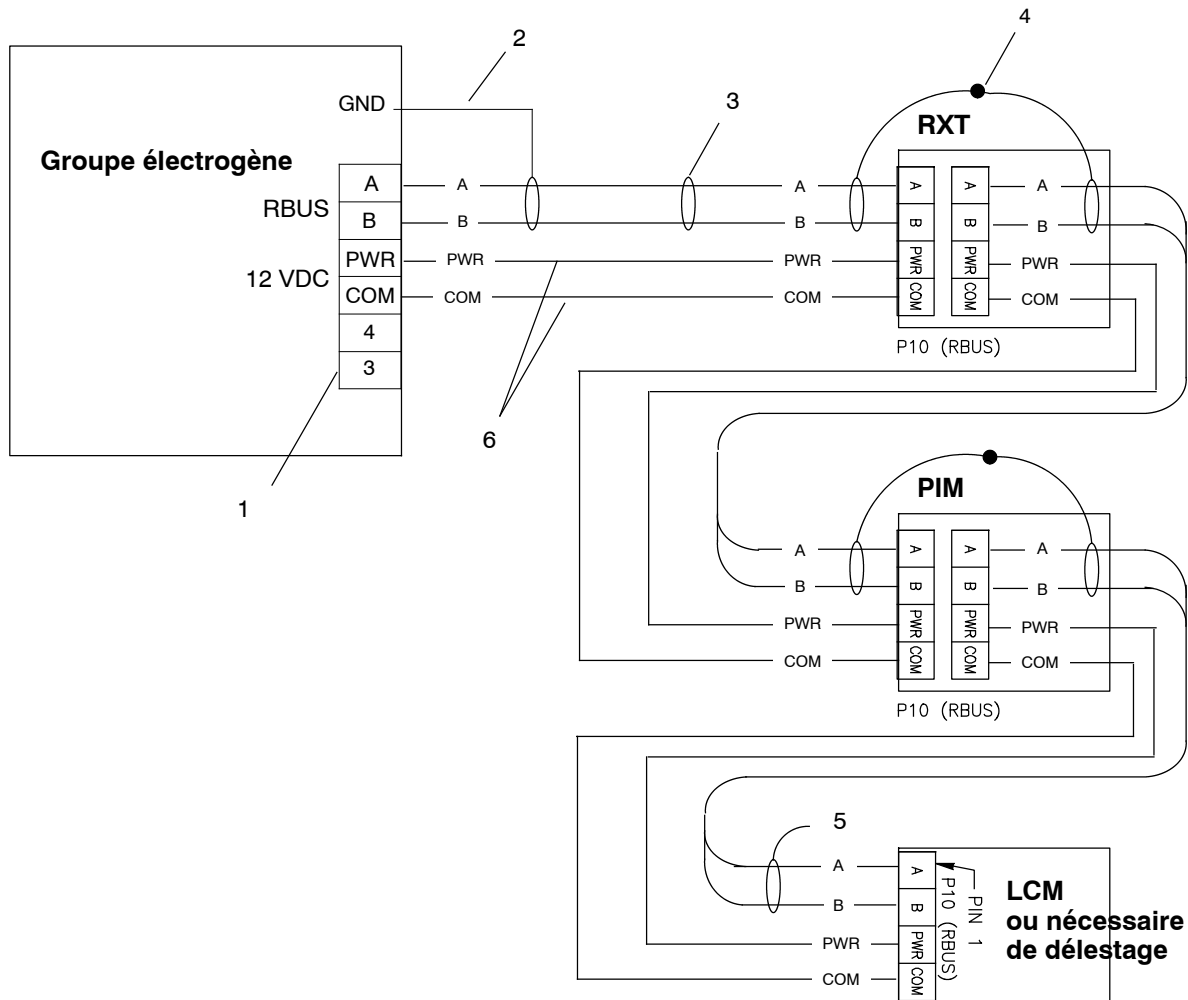 2
4
3
GND
RXT
Groupe électrogène
RBUS
A
A
A
A
A
A
B
B
B
B
B
B
12 VDC
PWR
PWR
PWR
PWR
PWR
PWR
COM
COM
COM
COM
COM
COM
4
3
P10 (RBUS)
6
1
PIM
A
A
A
A
B
B
B
B
PWR
PWR
PWR
PWR
COM
COM
COM
COM
P10 (RBUS)
5
A
A
B
B
PWR
PWR
COM
COM
PIN 1
P10 (RBUS)
LCM
ou nécessaire
de délestage